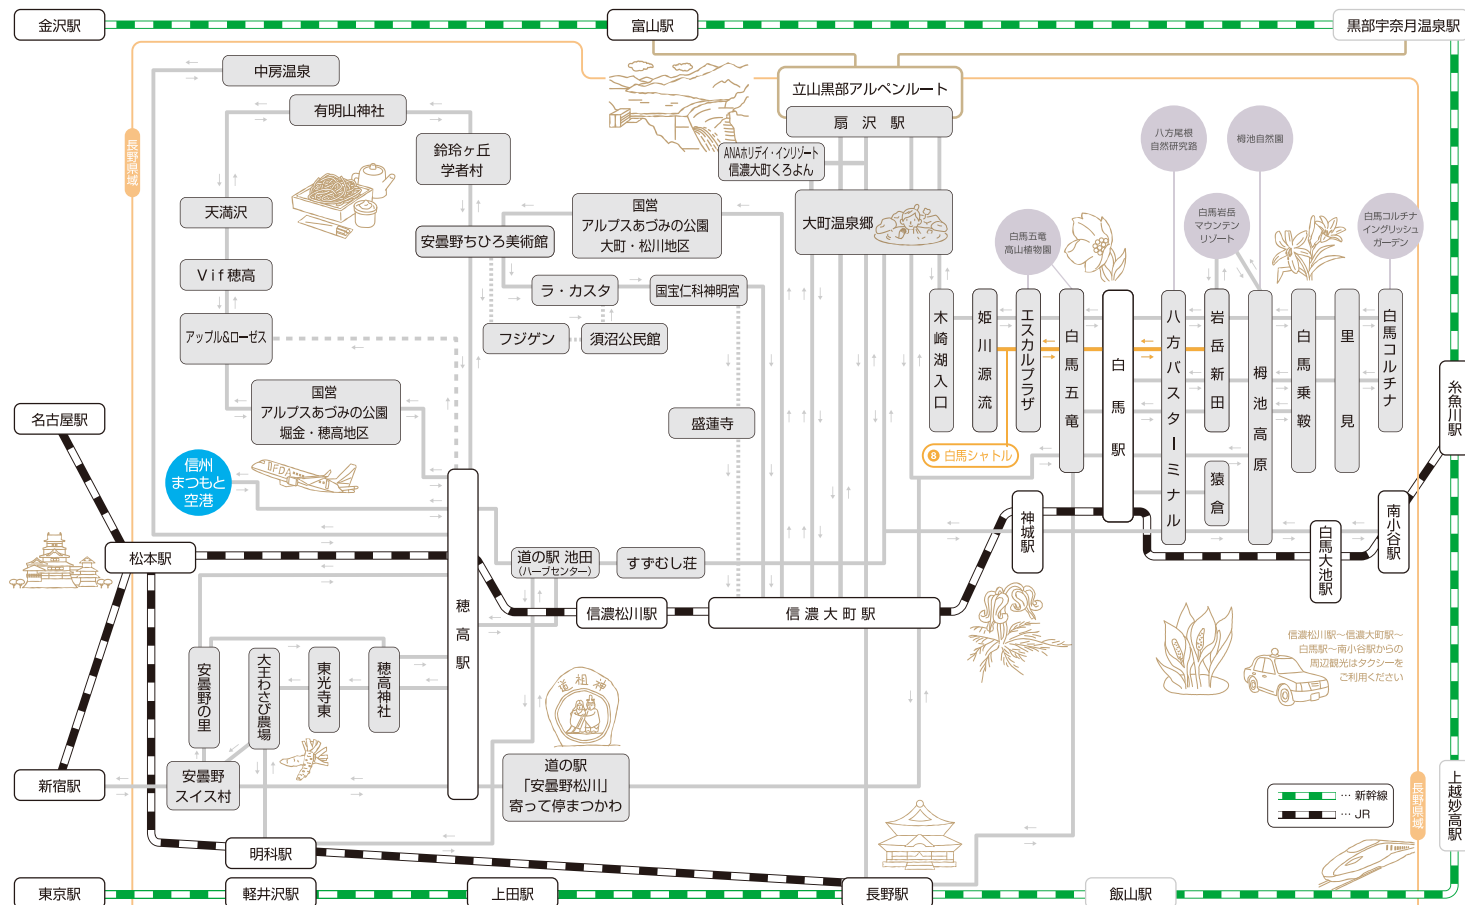 金沢駅
富山駅
黒部宇奈月温泉駅
中房温泉
立山黒部アルペンルート
有明山神社
扇沢駅
長野県域
鈴玲ヶ丘
学者村
ANAホリデイ・インリゾート
信濃大町くろよん
八方尾根
自然研究路
栂池自然園
天満沢
国営
アルプスあづみの公園
大町・松川地区
大町温泉郷
白馬岩岳
マウンテン
リゾート
白馬コルチナ
イングリッシュ
ガーデン
安曇野ちひろ美術館
白馬五竜
高山植物園
Vif穂高
ラ・カスタ
国宝仁科神明宮
アップル&ローゼス
フジゲン
須沼公民館
木崎湖入口
姫川源流
エスカルプラザ
白馬五竜
白馬駅
八方バスターミナル
岩岳新田
栂池高原
白馬乗鞍
里見
白馬コルチナ
糸魚川駅
国営
アルプスあづみの公園
堀金・穂高地区
名古屋駅
盛蓮寺
8 白馬シャトル
信州
まつもと
空港
FDA
猿倉
神城駅
南小谷駅
白馬大池駅
松本駅
道の駅 池田
(ハーブセンター)
すずむし荘
穂高駅
信濃松川駅
信濃大町駅
安曇野の里
大王わさび農場
東光寺東
穂高神社
信濃松川駅〜信濃大町駅〜
白馬駅〜南小谷駅からの
周辺観光はタクシーを
ご利用ください
道祖神
新宿駅
安曇野
スイス村
道の駅
「安曇野松川」
寄って停まつかわ
… 新幹線
… JR
長野県域
上越妙高駅
明科駅
東京駅
軽井沢駅
上田駅
長野駅
飯山駅